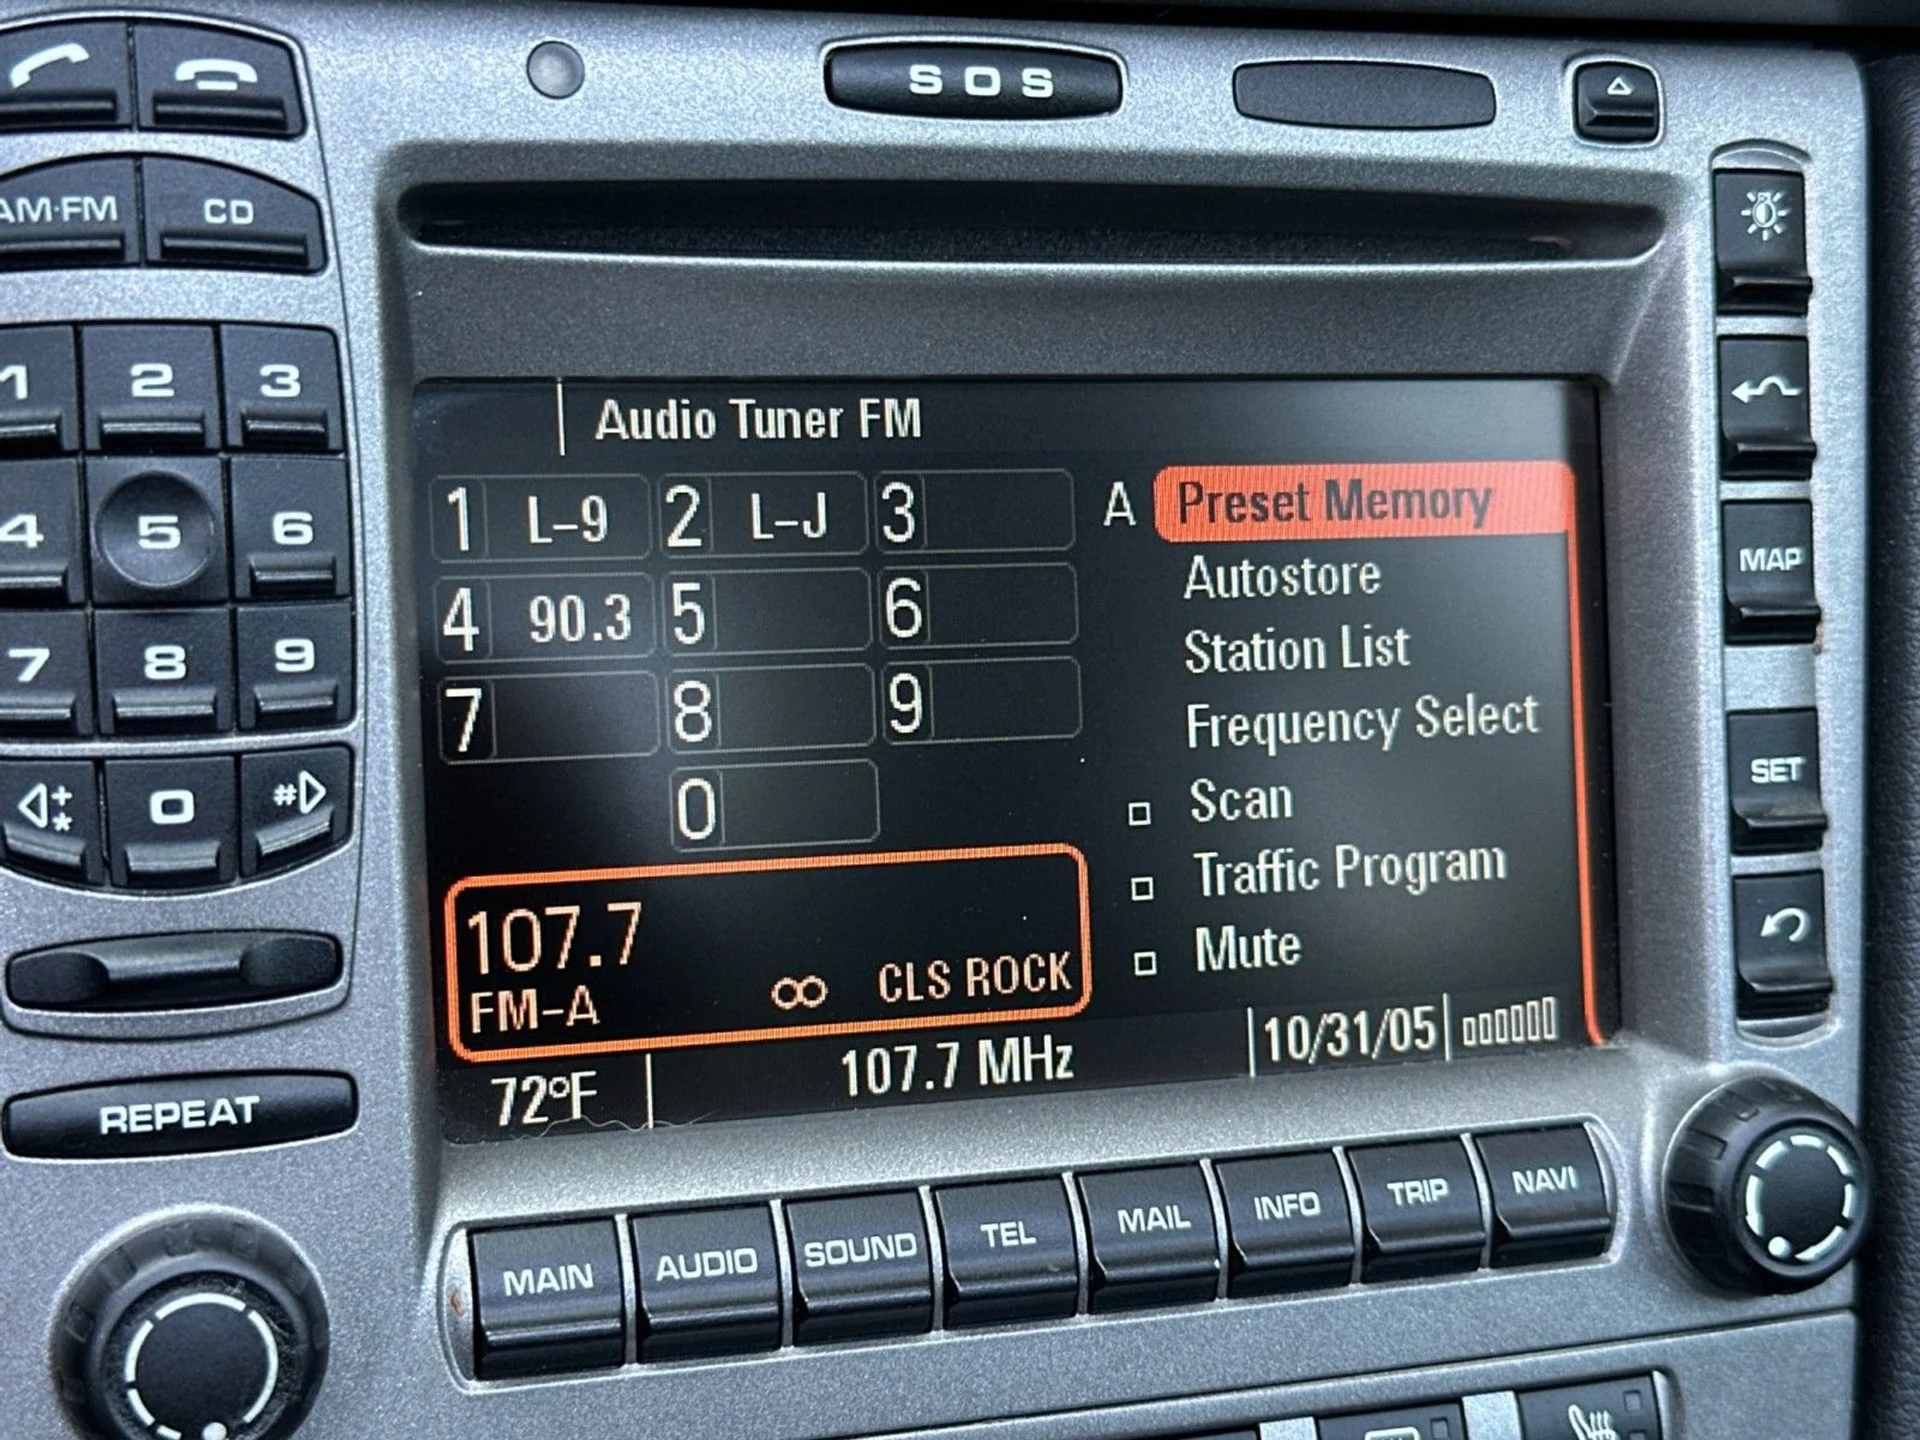 SOS
AM·FM CD
1 2 3
4 5 6
7 8 9
+
* 0 #
REPEAT
Audio Tuner FM
1 L-9 2 L-J 3
4 90.3 5 6
7 8 9
0
107.7
FM-A ∞ CLS ROCK
A Preset Memory
Autostore
Station List
Frequency Select
Scan
Traffic Program
Mute
72°F 107.7 MHz 10/31/05
MAP
SET
MAIN AUDIO SOUND TEL MAIL INFO TRIP NAVI